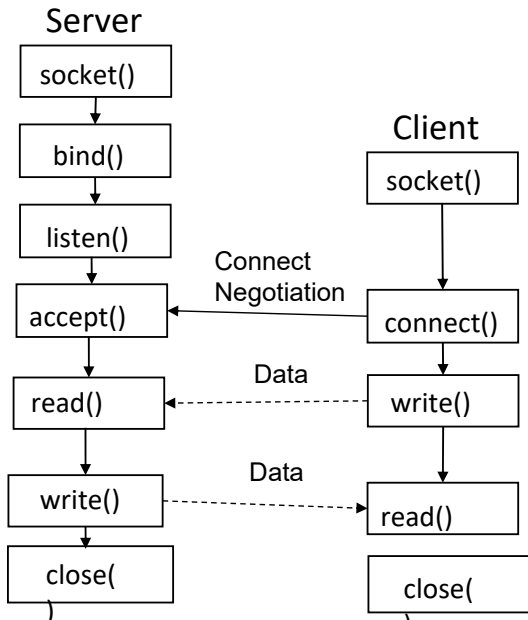 Server
socket()
bind()
Client
socket()
listen()
Connect
Negotiation
accept()
connect()
Data
read()
write()
Data
write()
read()
close(
)
close(
)